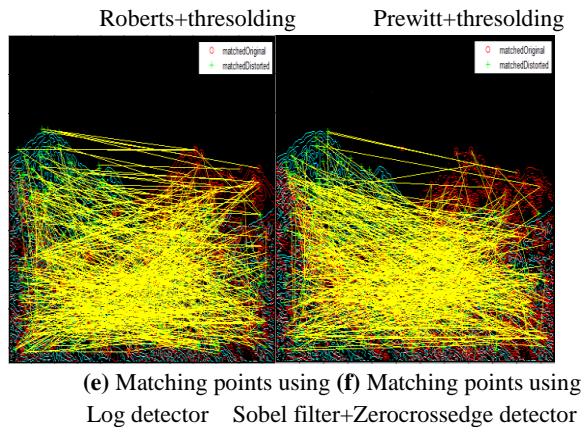 Roberts+thresolding Prewitt+thresolding
matchedOriginal
matchedDistorted
matchedOriginal
matchedDistorted
(e) Matching points using (f) Matching points using
Log detector Sobel filter+Zerocrossedge detector